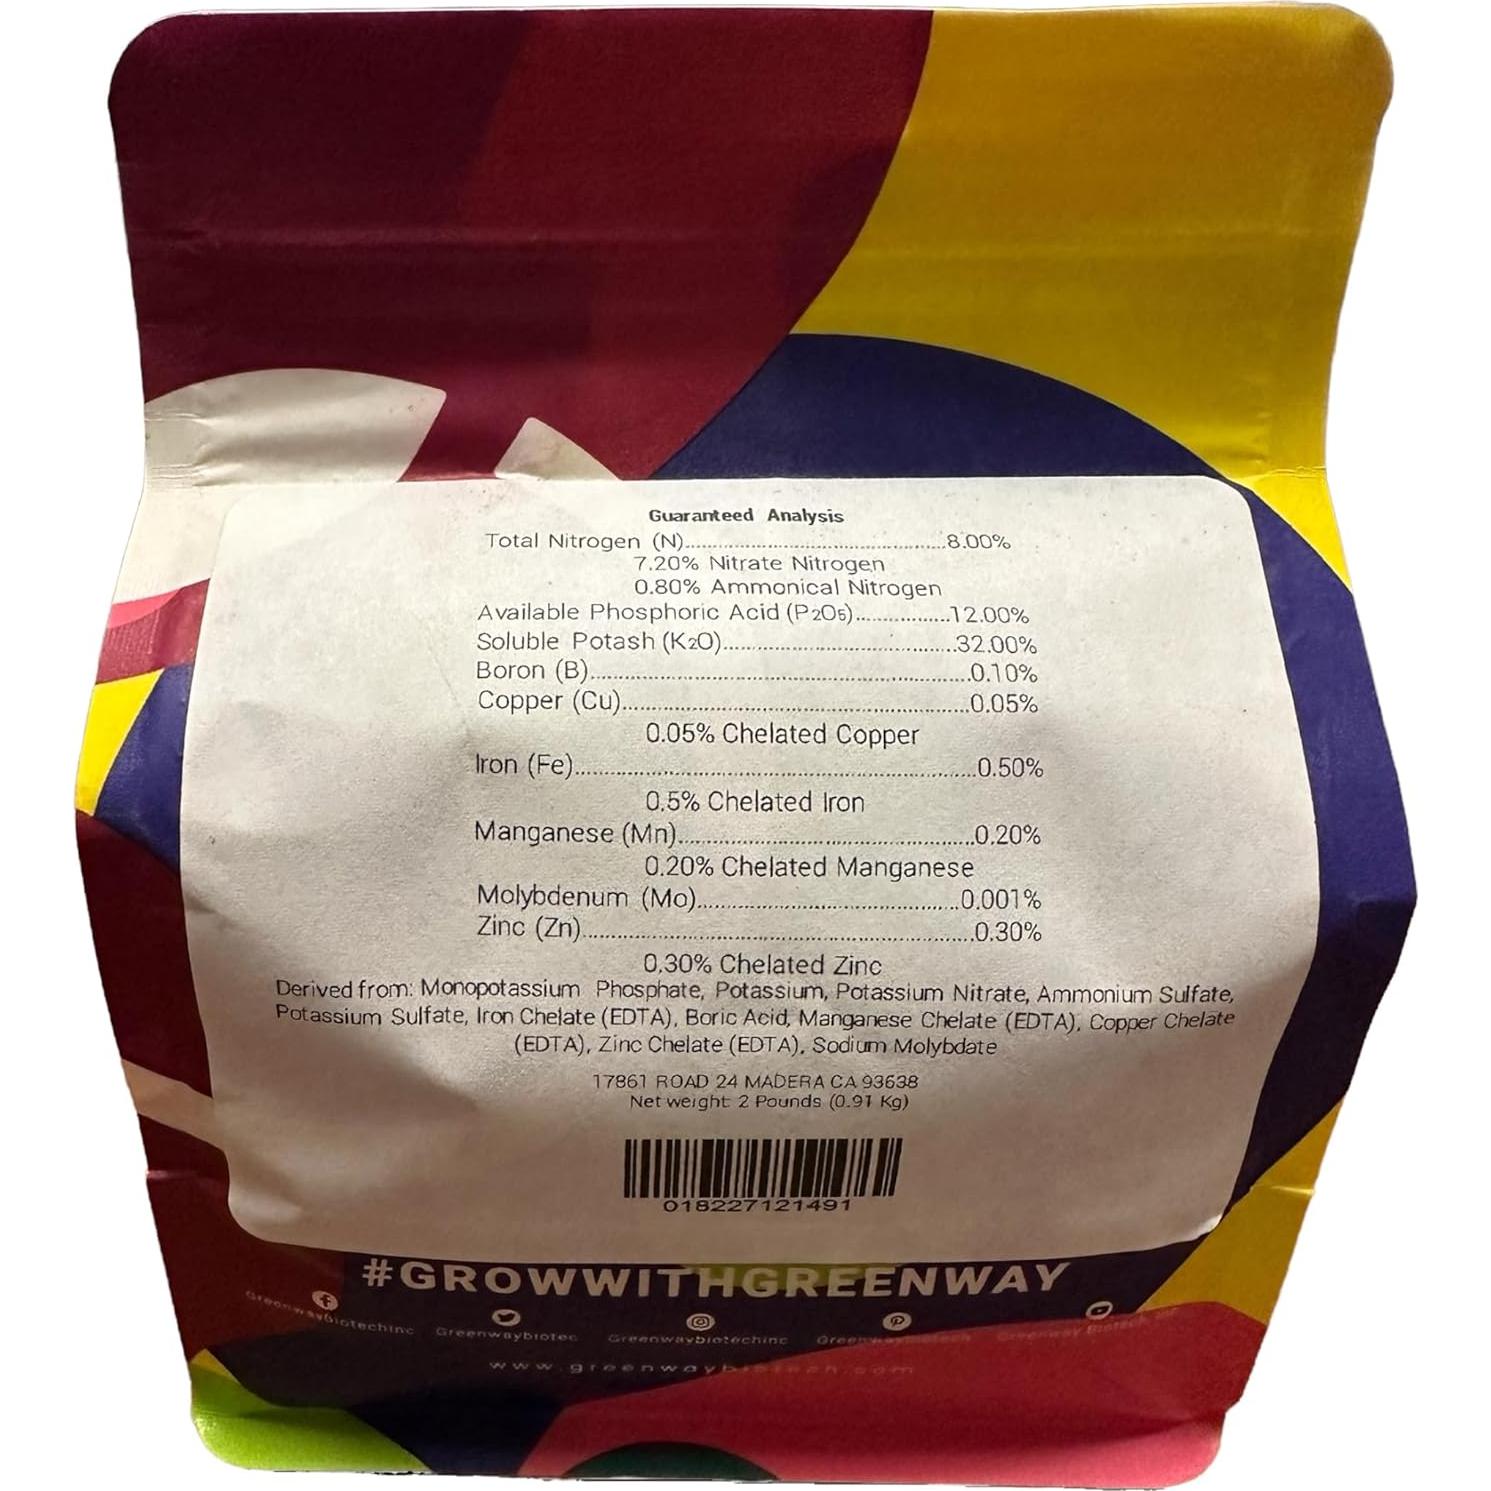 Guaranteed Analysis
Total Nitrogen (N)..............................................8.00%
7.20% Nitrate Nitrogen
0.80% Ammonical Nitrogen
Available Phosphoric Acid (P2O5)..................12.00%
Soluble Potash (K2O)..........................................32.00%
Boron (B)....................................................................0.10%
Copper (Cu)..............................................................0.05%
0.05% Chelated Copper
Iron (Fe).......................................................................0.50%
0.5% Chelated Iron
Manganese (Mn).....................................................0.20%
0.20% Chelated Manganese
Molybdenum (Mo)...............................................0.001%
Zinc (Zn)......................................................................0.30%
0.30% Chelated Zinc
Derived from: Monopotassium Phosphate, Potassium, Potassium Nitrate, Ammonium Sulfate,
Potassium Sulfate, Iron Chelate (EDTA), Boric Acid, Manganese Chelate (EDTA), Copper Chelate
(EDTA), Zinc Chelate (EDTA), Sodium Molybdate
17861 ROAD 24 MADERA CA 93638
Net weight: 2 Pounds (0.91 Kg)
018227121491
#GROWWITHGREENWAY
Greenwaybiotechinc Greenwaybiotec Greenwaybiotechinc Greenway Biotech
www.greenwaybiotech.com